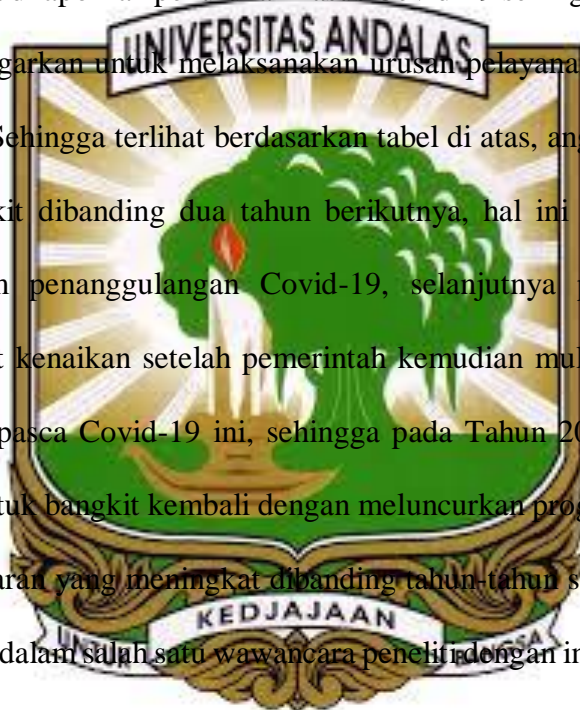 UNIVERSITAS ANDALAS
garkan untuk melaksanakan urusan pelayana
Sehingga terlihat berdasarkan tabel di atas, ang
kit dibanding dua tahun berikutnya, hal ini
n penanggulangan Covid-19, selanjutnya p
t kenaikan setelah pemerintah kemudian mul
pasca Covid-19 ini, sehingga pada Tahun 20
tuk bangkit kembali dengan meluncurkan prog
aran yang meningkat dibanding tahun-tahun s
KEDJAJAAN
UNTUK BANGSA
dalam salah satu wawancara peneliti dengan in